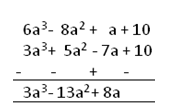 6a³- 8a² + a+10
3a³+ 5a² -7a+10
- - + -
3a³-13a²+8a